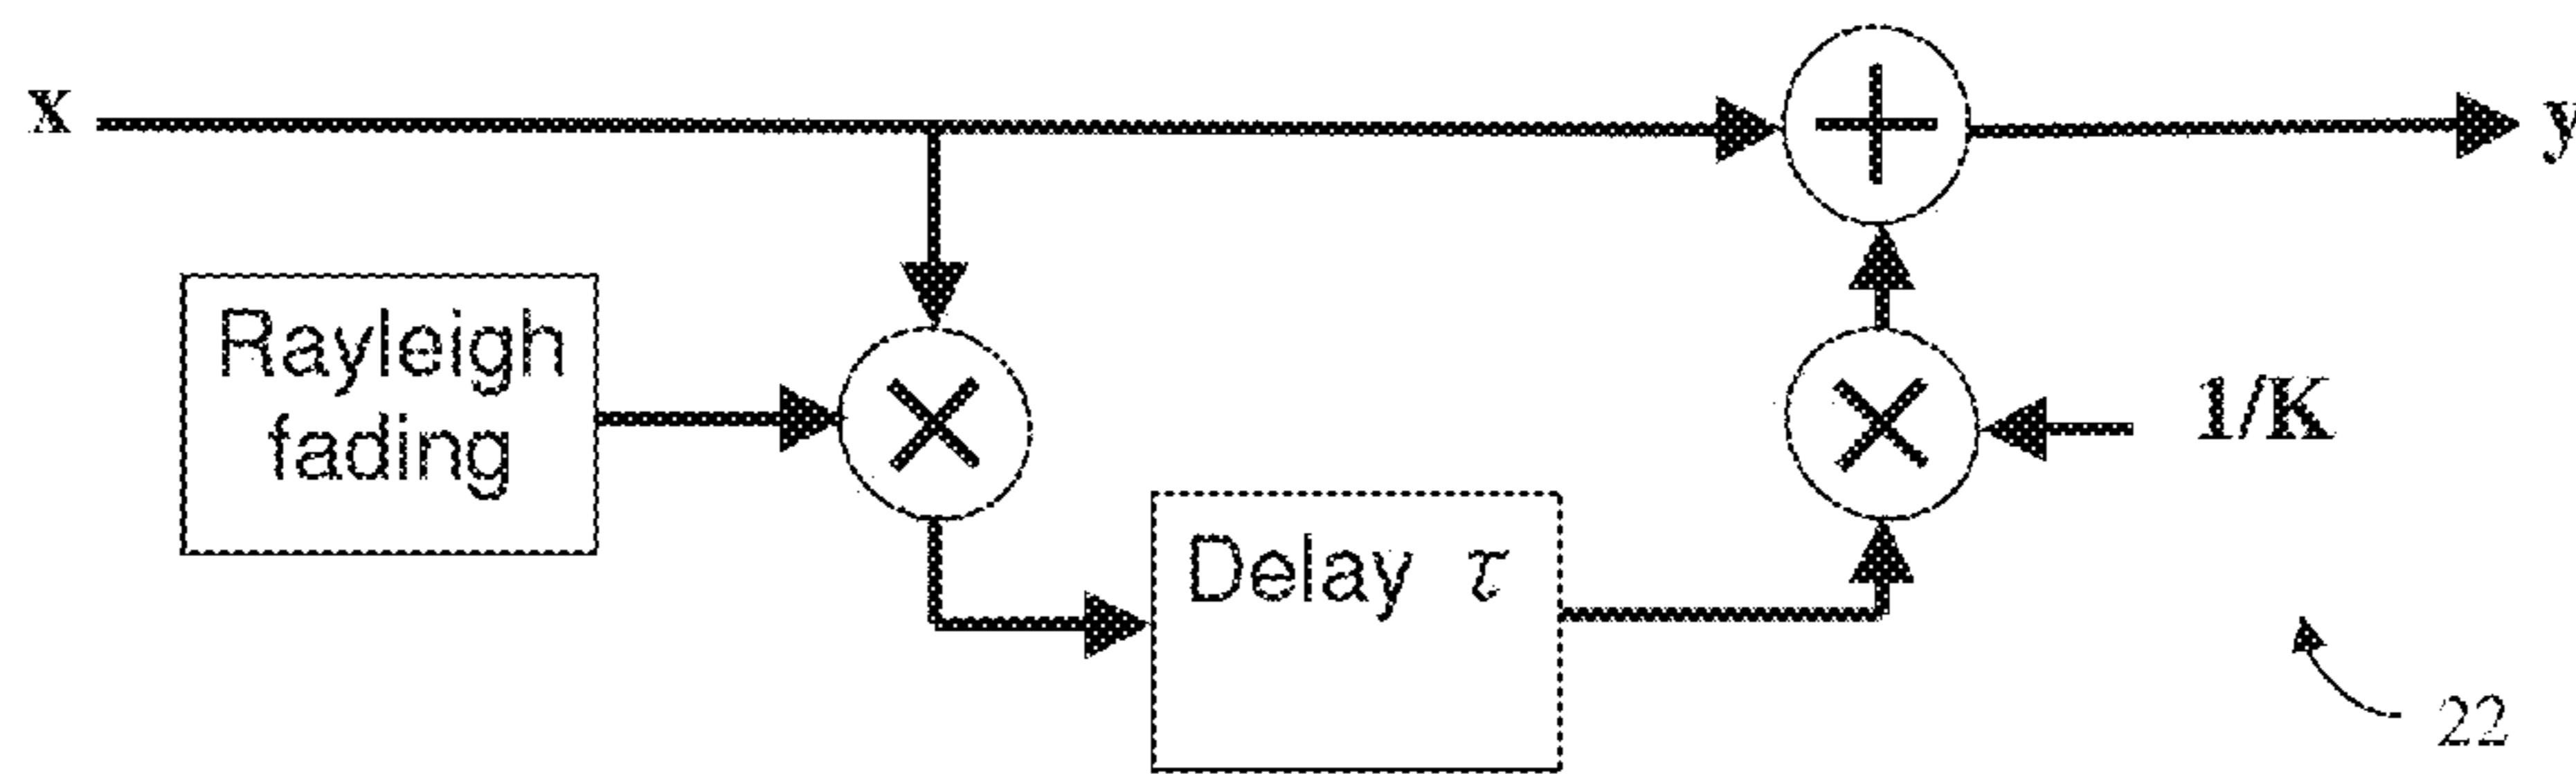 x
y
Rayleigh
fading
1/K
Delay τ
22